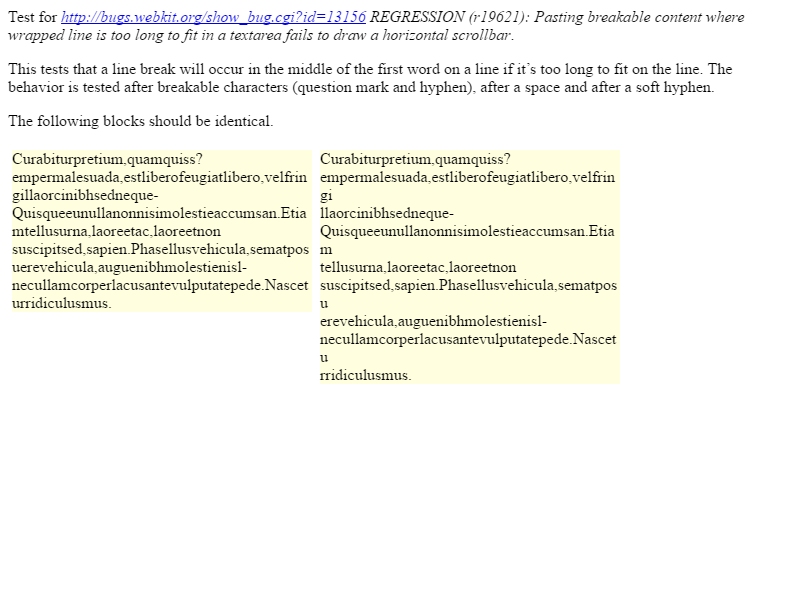 Test for http://bugs.webkit.org/show_bug.cgi?id=13156 REGRESSION (r19621): Pasting breakable content where
wrapped line is too long to fit in a textarea fails to draw a horizontal scrollbar.
This tests that a line break will occur in the middle of the first word on a line if it's too long to fit on the line. The
behavior is tested after breakable characters (question mark and hyphen), after a space and after a soft hyphen.
The following blocks should be identical.
Curabiturpretium,quamquiss?
empermalesuada,estliberofeugiatlibero,velfrin
gillaorcinibhsedneque-
Quisqueeunullanonnisimolestieaccumsan.Etia
mtellusurna,laoreetac,laoreetnon
suscipitsed,sapien.Phasellusvehicula,sematpos
uerevehicula,auguenibhmolestienisl-
necullamcorperlacusantevulputatepede.Nascet
urridiculusmus.
Curabiturpretium,quamquiss?
empermalesuada,estliberofeugiatlibero,velfrin
gi
llaorcinibhsedneque-
Quisqueeunullanonnisimolestieaccumsan.Etia
m
tellusurna,laoreetac,laoreetnon
suscipitsed,sapien.Phasellusvehicula,sematpos
u
erevehicula,auguenibhmolestienisl-
necullamcorperlacusantevulputatepede.Nascet
u
rridiculusmus.